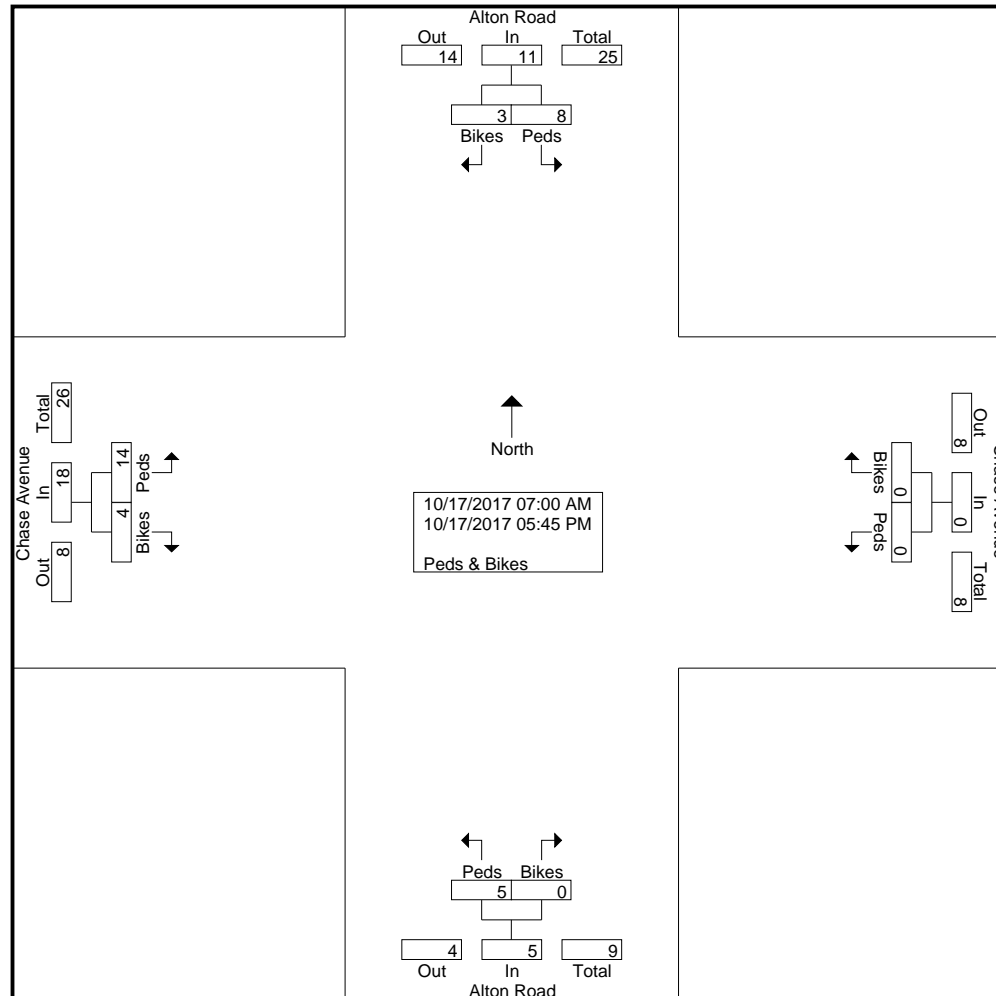 Alton Road
Out In Total
14 11 25
3 8
Bikes Peds
Total 26
In 18
Out 8
Chase Avenue
Peds 14
Bikes 4
North
10/17/2017 07:00 AM
10/17/2017 05:45 PM
Peds & Bikes
Out 8
In 0
Total 8
Bikes 0
Peds 0
Peds Bikes
5 0
4 5 9
Out In Total
Alton Road